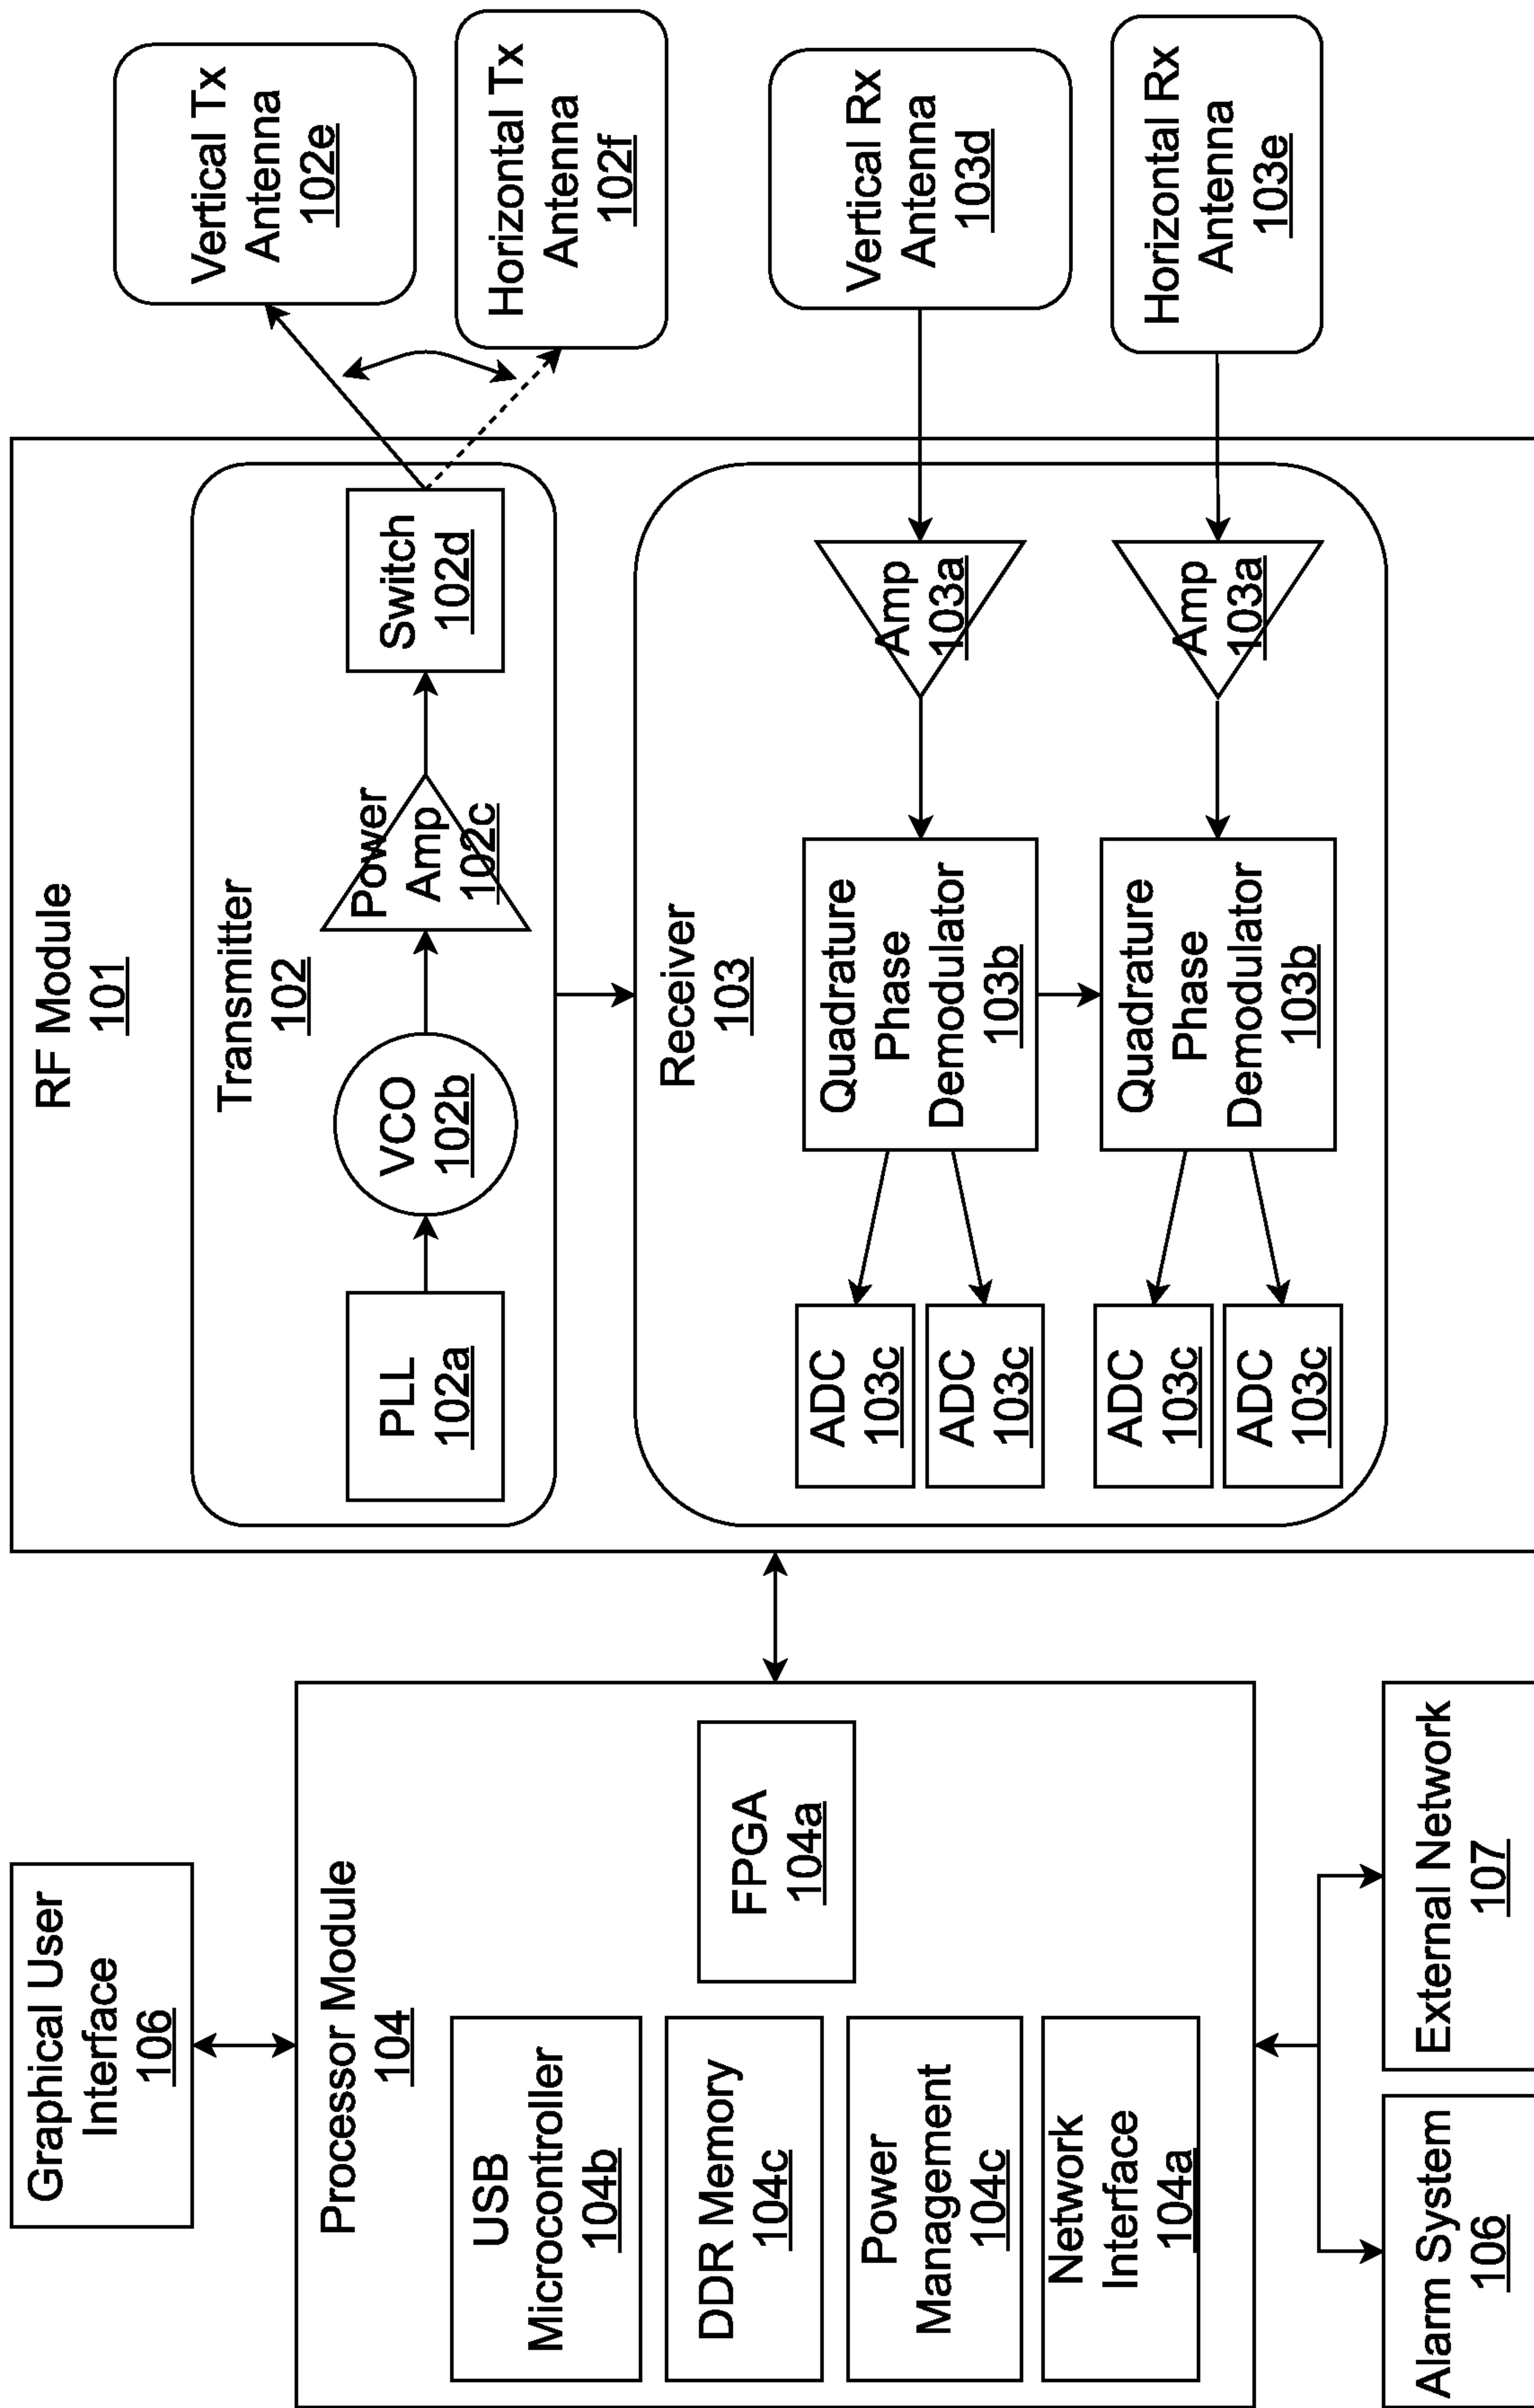 Graphical User
Interface
106
Processor Module
104
USB
Microcontroller
104b
DDR Memory
104c
Power
Management
104c
Network
Interface
104a
FPGA
104a
Alarm System
106
External Network
107
RF Module
101
Transmitter
102
PLL
102a
VCO
102b
Power
Amp
102c
Switch
102d
Receiver
103
ADC
103c
ADC
103c
ADC
103c
ADC
103c
Quadrature
Phase
Demodulator
103b
Quadrature
Phase
Demodulator
103b
Amp
103a
Amp
103a
Vertical Tx
Antenna
102e
Horizontal Tx
Antenna
102f
Vertical Rx
Antenna
103d
Horizontal Rx
Antenna
103e